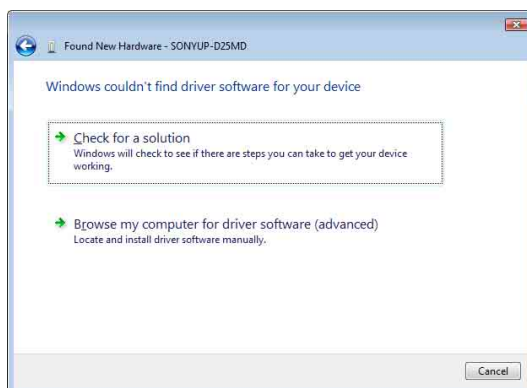 Found New Hardware - SONYUP-D25MD
Windows couldn't find driver software for your device
Check for a solution
Windows will check to see if there are steps you can take to get your device
working.
Browse my computer for driver software (advanced)
Locate and install driver software manually.
Cancel